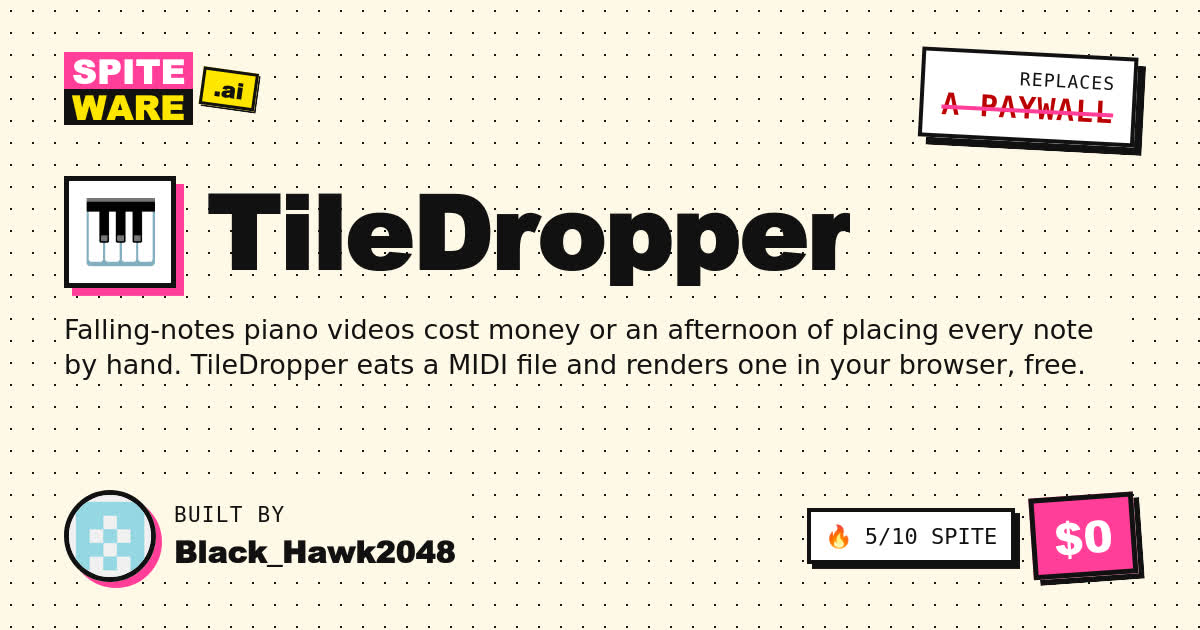 SPITE
WARE
.ai
REPLACES
A PAYWALL
TileDropper
Falling-notes piano videos cost money or an afternoon of placing every note
by hand. TileDropper eats a MIDI file and renders one in your browser, free.
BUILT BY
Black_Hawk2048
🔥 5/10 SPITE
$0